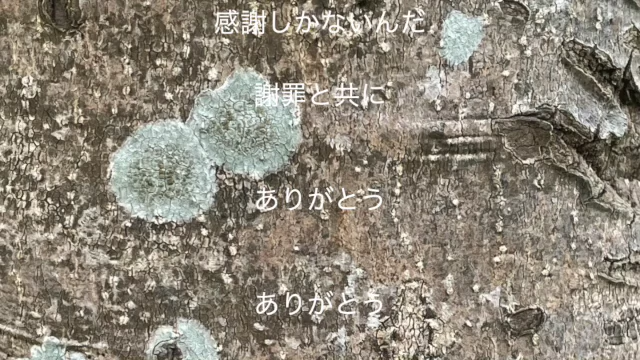 感謝しかないんだ
謝罪と共に
ありがとう
ありがとう